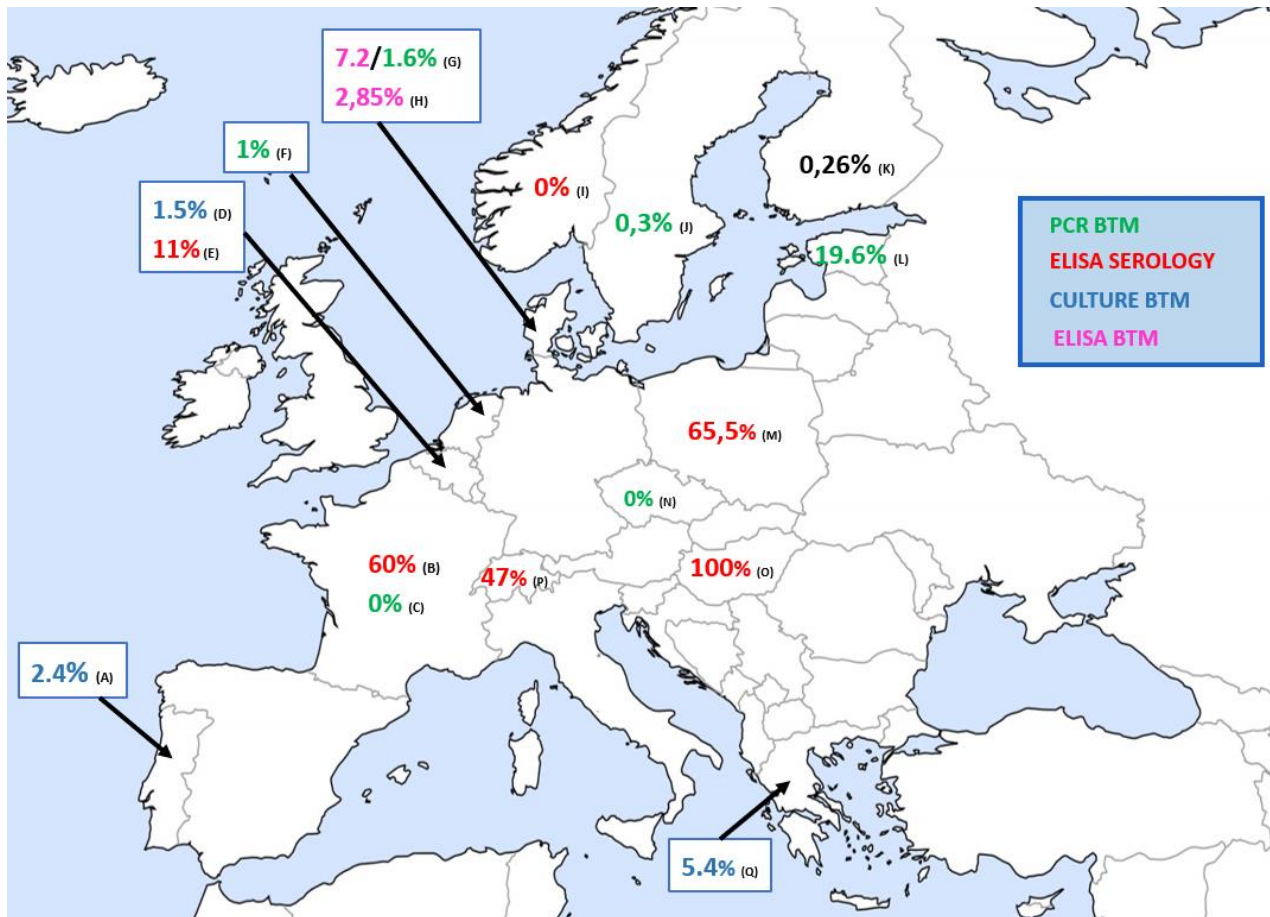 7.2/1.6% (G)
2,85% (H)
1% (F)
1.5% (D)
11% (E)
0% (I)
0,3% (J)
0,26% (K)
19.6% (L)
PCR BTM
ELISA SEROLOGY
CULTURE BTM
ELISA BTM
65,5% (M)
0% (N)
60% (B)
0% (C)
47% (P)
100% (O)
2.4% (A)
5.4% (Q)